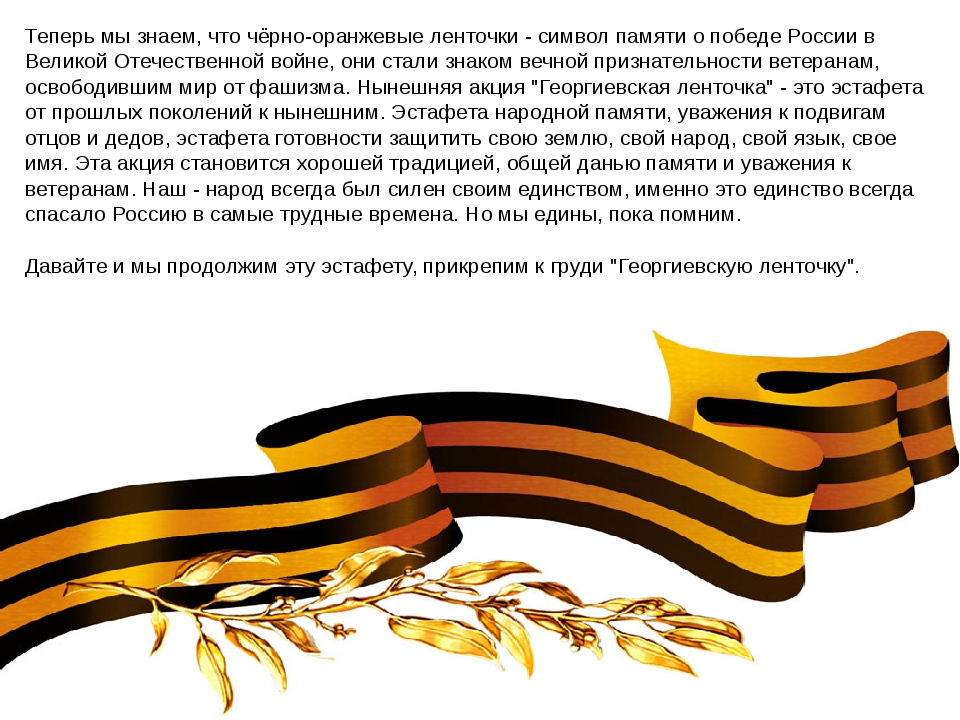 Теперь мы знаем, что чёрно-оранжевые ленточки - символ памяти о победе России в
Великой Отечественной войне, они стали знаком вечной признательности ветеранам,
освободившим мир от фашизма. Нынешняя акция "Георгиевская ленточка" - это эстафета
от прошлых поколений к нынешним. Эстафета народной памяти, уважения к подвигам
отцов и дедов, эстафета готовности защитить свою землю, свой народ, свой язык, свое
имя. Эта акция становится хорошей традицией, общей данью памяти и уважения к
ветеранам. Наш - народ всегда был силен своим единством, именно это единство всегда
спасало Россию в самые трудные времена. Но мы едины, пока помним.
Давайте и мы продолжим эту эстафету, прикрепим к груди "Георгиевскую ленточку".